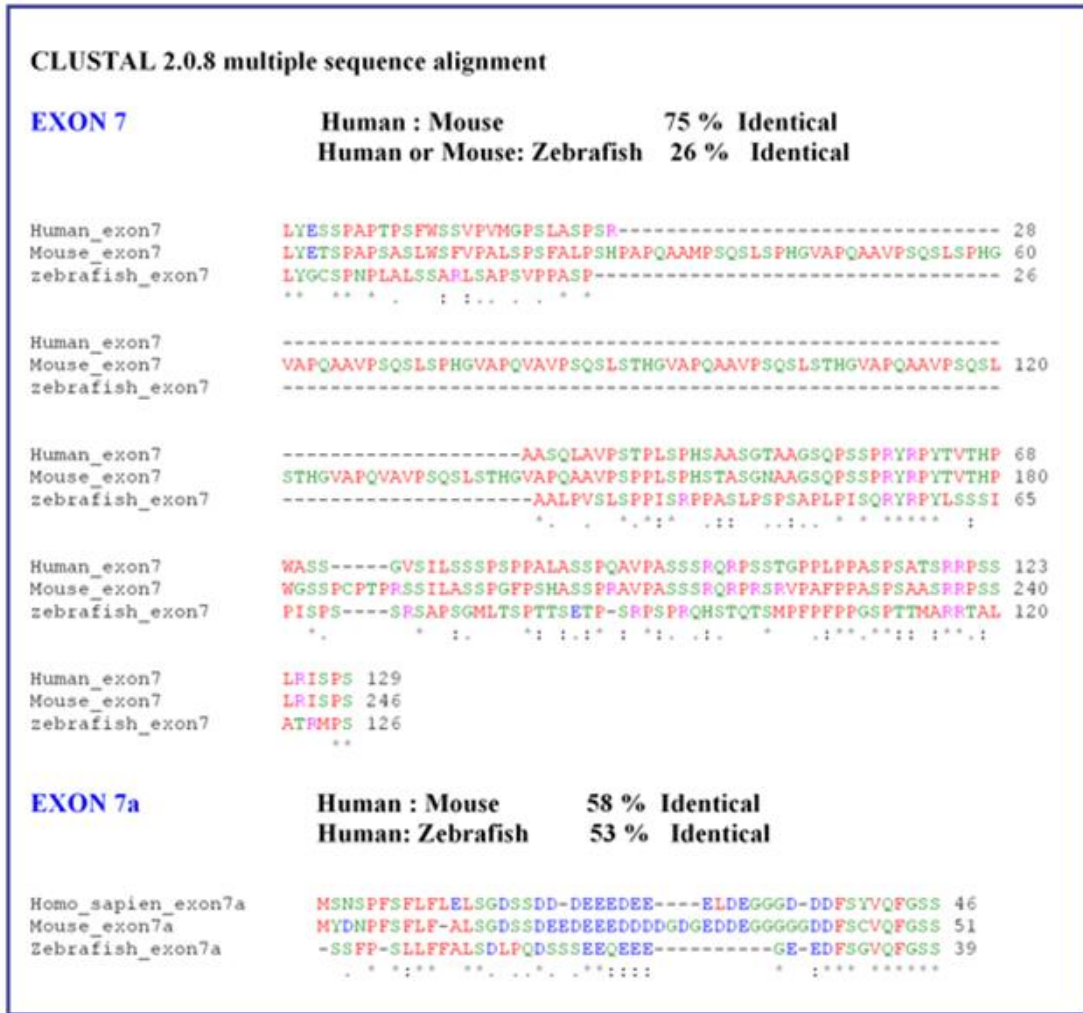 CLUSTAL 2.0.8 multiple sequence alignment
EXON 7 Human : Mouse 75 % Identical
Human or Mouse: Zebrafish 26 % Identical
Human_exon7 LYESSPAPTPSFWSSVPVMGPSLASPSR-------------------------------- 28
Mouse_exon7 LYETSPAPSASLWSFVPALSPSFALPSHPAPQAAMPSQSLSPHGVAPQAAVPSQSLSPHG 60
zebrafish_exon7 LYGCSPNPLALSSARLSAPSVPPASP---------------------------------- 26
** ** * . : :.. . * *
Human_exon7 ------------------------------------------------------------
Mouse_exon7 VAPQAAVPSQSLSPHGVAPQVAVPSQSLSTHGVAPQAAVPSQSLSTHGVAPQAAVPSQSL 120
zebrafish_exon7 ------------------------------------------------------------
Human_exon7 --------------------AASQLAVPSTPLSPHSAASGTAAGSQPSSPRYRPYTVTHP 68
Mouse_exon7 STHGVAPQVAVPSQSLSTHGVAPQAAVPSPPLSPHSTASGNAAGSQPSSPRYRPYTVTHP 180
zebrafish_exon7 ---------------------AALPVSLSPPISRPPASLPSPSAPLPISQRYRPYLSSSI 65
*. . *.*:* .:: ..:. * * ***** :
Human_exon7 WASS-----GVSILSSSPSPPALASSPQAVPASSSRQRPSSTGPPLPPASPSATSRRPSS 123
Mouse_exon7 WGSSPCPTPRSSILASSPGFPSHASSPRAVPASSSRQRPRSRVPAFPPASPSAASRRPSS 240
zebrafish_exon7 PISPS----SRSAPSGMLTSPTTSETP-SRPSPRQHSTQTSMPFPFPPGSPTTMARRTAL 120
*. * :. *: :.:* : *:. .:. * .:**.**:: :**.:
Human_exon7 LRISPS 129
Mouse_exon7 LRISPS 246
zebrafish_exon7 ATRMPS 126
**
EXON 7a Human : Mouse 58 % Identical
Human: Zebrafish 53 % Identical
Homo_sapien_exon7a MSNSPFSFLFLELSGDSSDD-DEEEDEE----ELDEGGGD-DDFSYVQFGSS 46
Mouse_exon7a MYDNPFSFLF-ALSGDSSDEEDEEEDDDDGDGEDDEGGGGGDDFSCVQFGSS 51
Zebrafish_exon7a -SSFP-SLLFFALSDLPQDSSSEEQEEE----------GE-EDFSGVQFGSS 39
. * *:** **. ..*. .**:::: * :*** ******